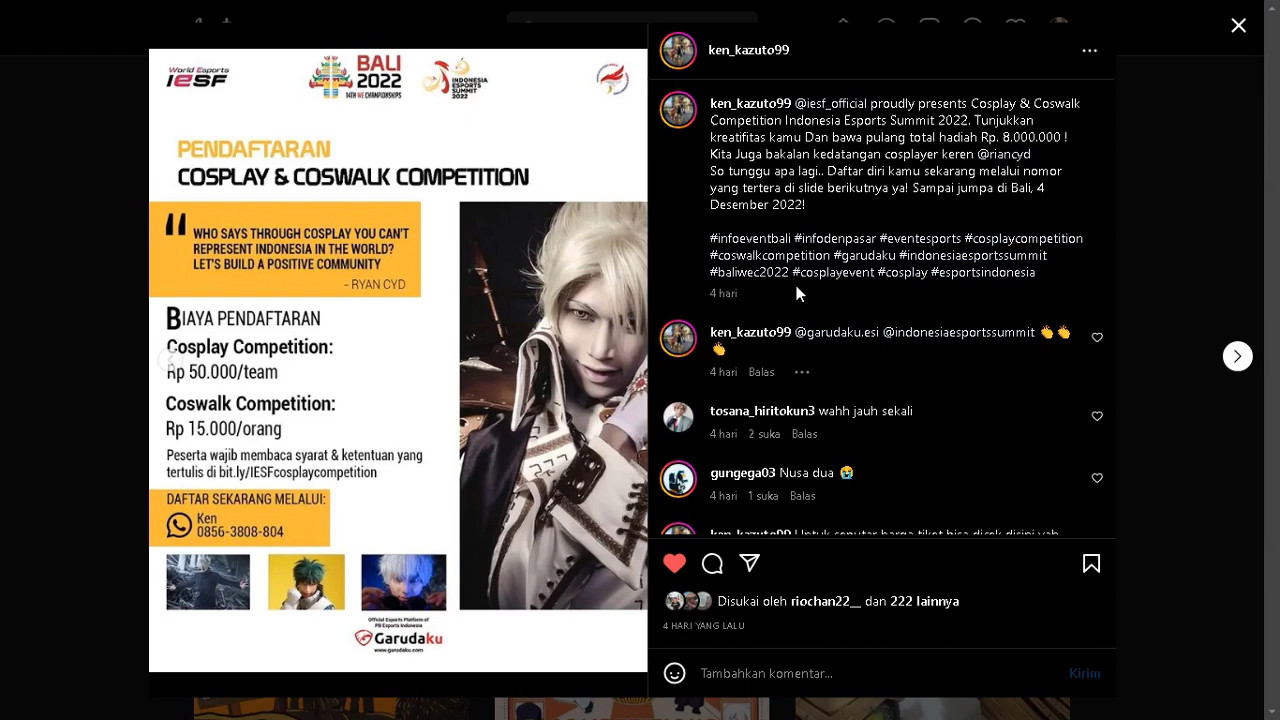 World Esports
IESF
BALI
2022
14TH WE CHAMPIONSHIPS
INDONESIA
ESPORTS
SUMMIT
2022
PENDAFTARAN
COSPLAY & COSWALK COMPETITION
"
WHO SAYS THROUGH COSPLAY YOU CAN'T
REPRESENT INDONESIA IN THE WORLD?
LET'S BUILD A POSITIVE COMMUNITY
- RYAN CYD
BIAYA PENDAFTARAN
Cosplay Competition:
Rp 50.000/team
Coswalk Competition:
Rp 15.000/orang
Peserta wajib membaca syarat & ketentuan yang
tertulis di bit.ly/IESFcosplaycompetition
DAFTAR SEKARANG MELALUI:
Ken
0856-3808-804
Official Esports Platform of
PB Esports Indonesia
Garudaku
www.garudaku.com
ken_kazuto99
ken_kazuto99 @iesf_official proudly presents Cosplay & Coswalk
Competition Indonesia Esports Summit 2022. Tunjukkan
kreatifitas kamu Dan bawa pulang total hadiah Rp. 8.000.000 !
Kita Juga bakalan kedatangan cosplayer keren @riancyd
So tunggu apa lagi.. Daftar diri kamu sekarang melalui nomor
yang tertera di slide berikutnya ya! Sampai jumpa di Bali, 4
Desember 2022!
#infoeventbali #infodenpasar #eventesports #cosplaycompetition
#coswalkcompetition #garudaku #indonesiaesportssummit
#baliwec2022 #cosplayevent #cosplay #esportsindonesia
4 hari
ken_kazuto99 @garudaku.esi @indonesiaesportssummit 👏👏
👏
4 hari Balas
tosana_hiritokun3 wahh jauh sekali
4 hari 2 suka Balas
gungega03 Nusa dua 😭
4 hari 1 suka Balas
ken_kazuto99 Untuk seputar harga tiket bisa dicek disini yah
Disukai oleh riochan22__ dan 222 lainnya
4 HARI YANG LALU
Tambahkan komentar...
Kirim